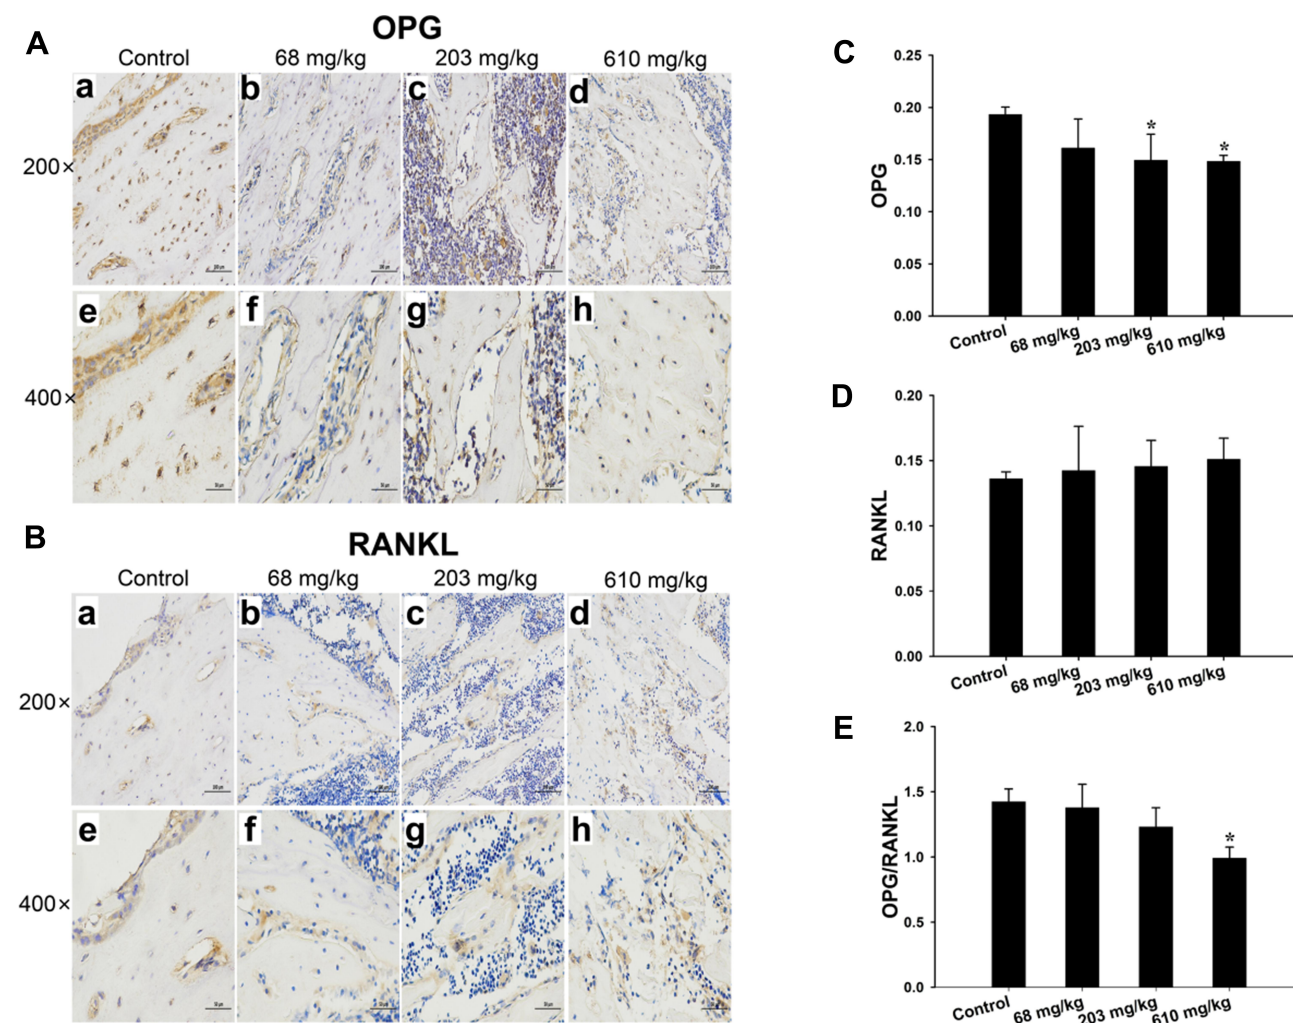 A
OPG
Control 68 mg/kg 203 mg/kg 610 mg/kg
200×
a b c d
400×
e f g h
B
RANKL
Control 68 mg/kg 203 mg/kg 610 mg/kg
200×
a b c d
400×
e f g h
C
OPG
0.25
0.20
0.15
0.10
0.05
0.00
* *
Control 68 mg/kg 203 mg/kg 610 mg/kg
D
RANKL
0.20
0.15
0.10
0.05
0.00
Control 68 mg/kg 203 mg/kg 610 mg/kg
E
OPG/RANKL
2.0
1.5
1.0
0.5
0.0
*
Control 68 mg/kg 203 mg/kg 610 mg/kg